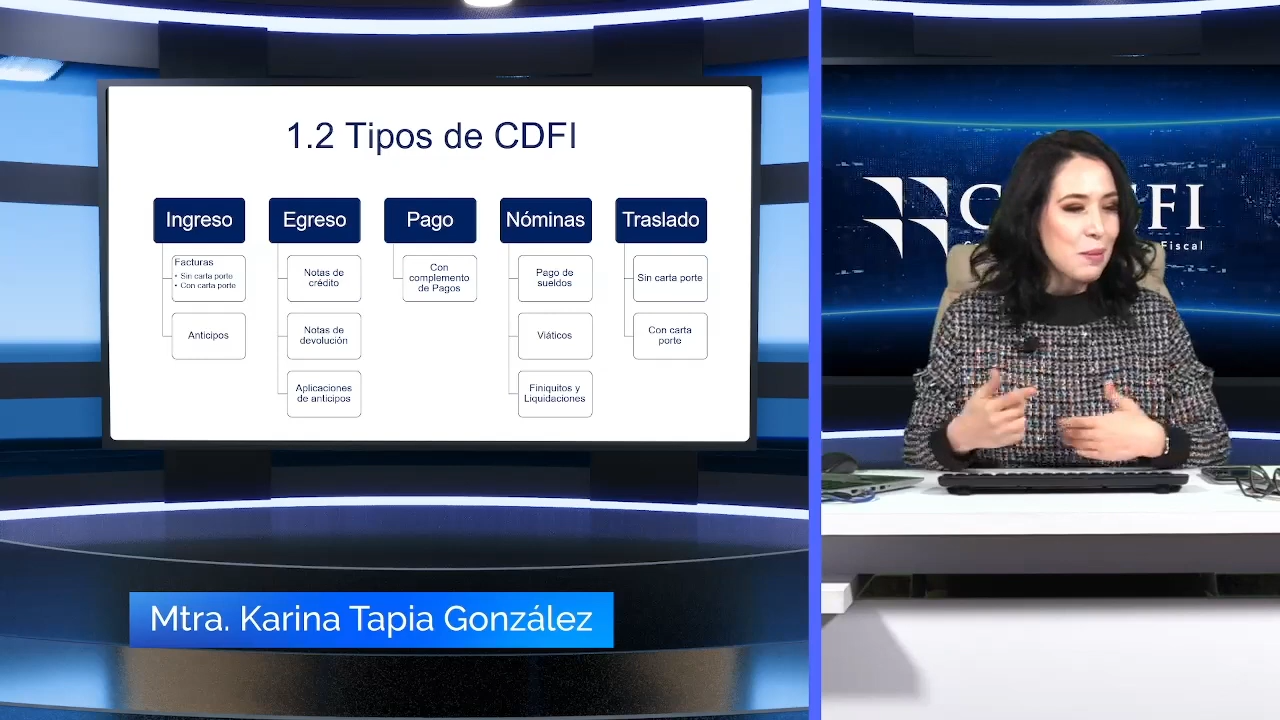 1.2 Tipos de CDFI
Ingreso
Facturas
• Sin carta porte
• Con carta porte
Anticipos
Egreso
Notas de
crédito
Notas de
devolución
Aplicaciones
de anticipos
Pago
Con
complemento
de Pagos
Nóminas
Pago de
sueldos
Viáticos
Finiquitos y
Liquidaciones
Traslado
Sin carta porte
Con carta
porte
Mtra. Karina Tapia González
FI
Fiscal